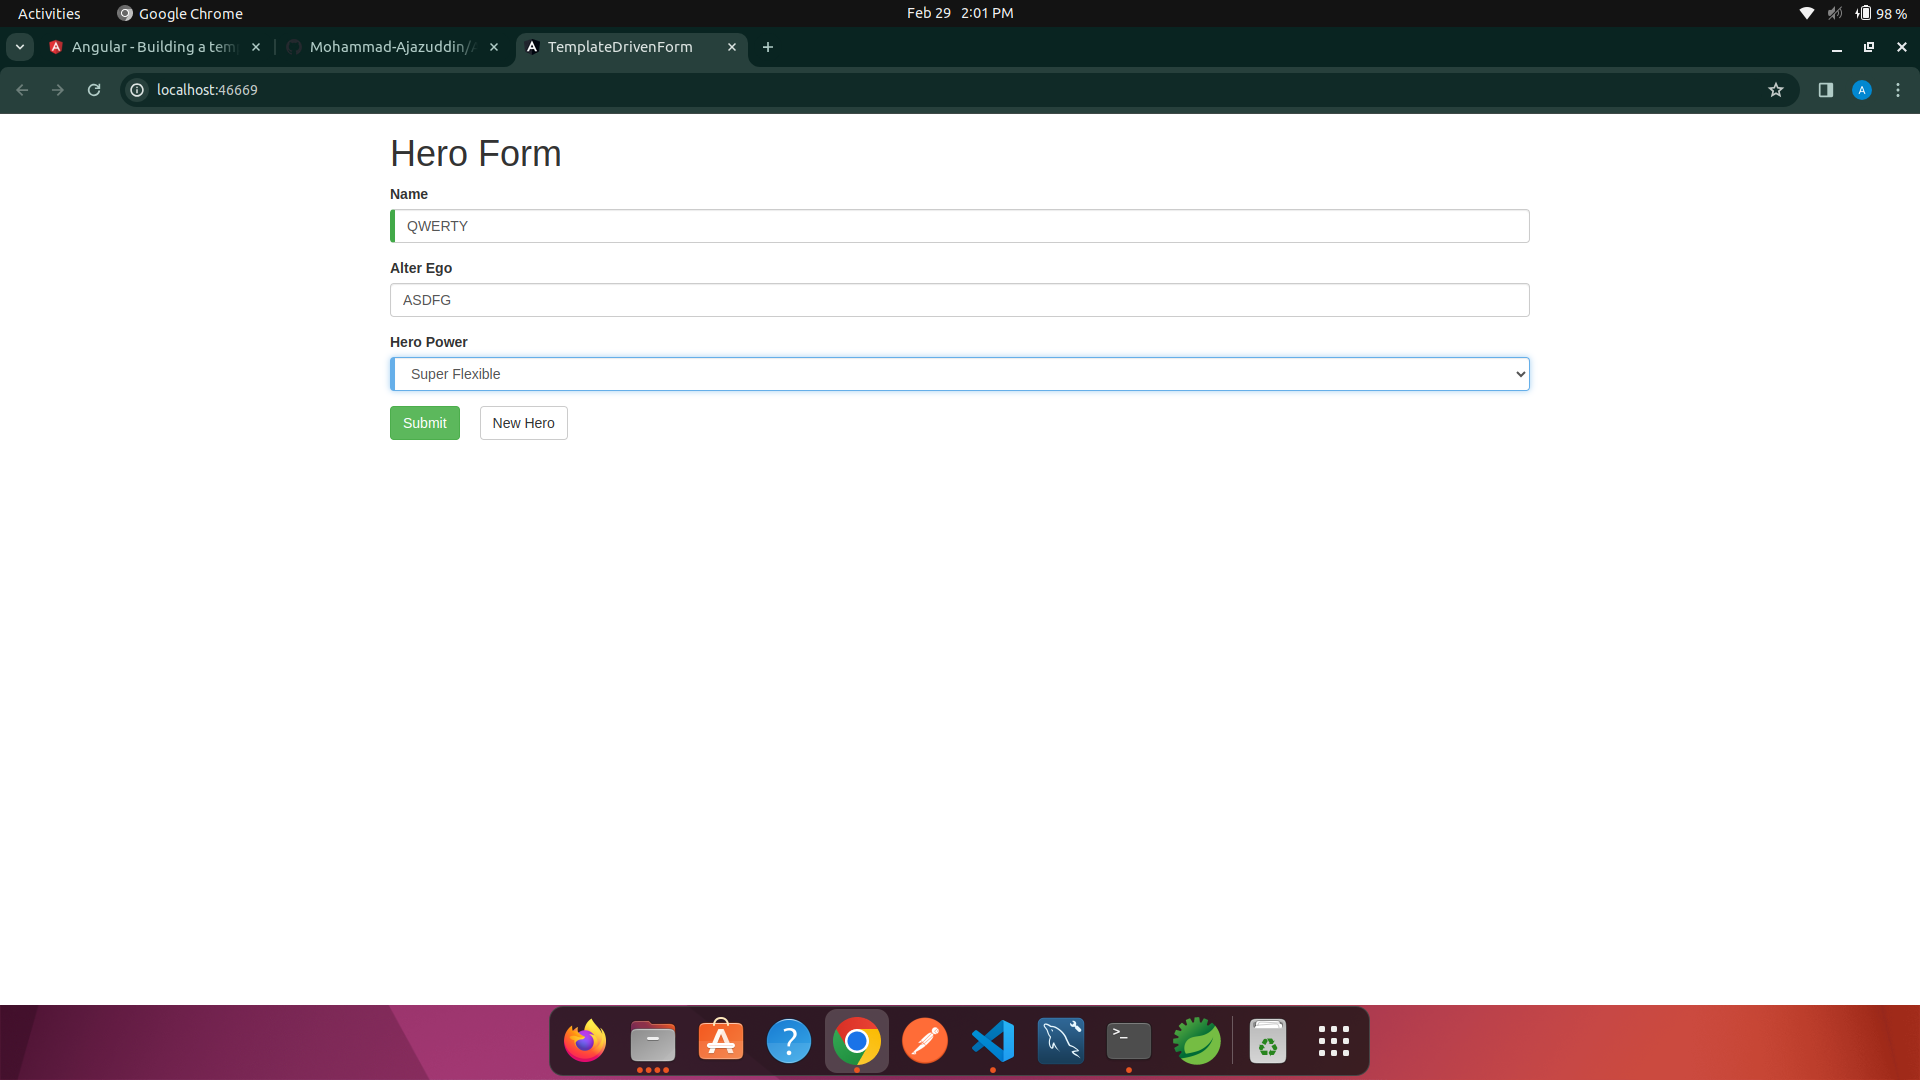 Activities
Google Chrome
Feb 29 2:01 PM
98 %
Angular - Building a tem
Mohammad-Ajazuddin/
TemplateDrivenForm
localhost:46669
A
Hero Form
Name
QWERTY
Alter Ego
ASDFG
Hero Power
Super Flexible
Submit
New Hero